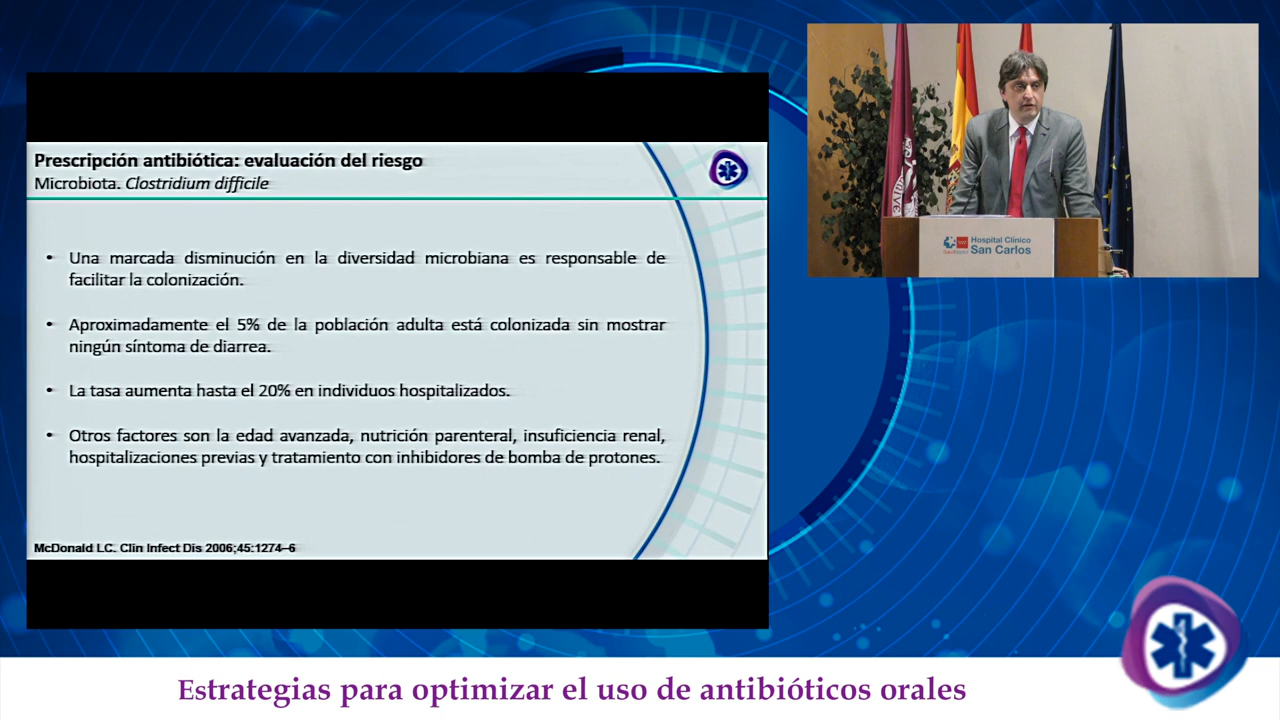 Prescripción antibiótica: evaluación del riesgo
Microbiota. Clostridium difficile
• Una marcada disminución en la diversidad microbiana es responsable de
facilitar la colonización.
• Aproximadamente el 5% de la población adulta está colonizada sin mostrar
ningún síntoma de diarrea.
• La tasa aumenta hasta el 20% en individuos hospitalizados.
• Otros factores son la edad avanzada, nutrición parenteral, insuficiencia renal,
hospitalizaciones previas y tratamiento con inhibidores de bomba de protones.
McDonald LC. Clin Infect Dis 2006;45:1274–6
Hospital Clínico
San Carlos
Estrategias para optimizar el uso de antibióticos orales